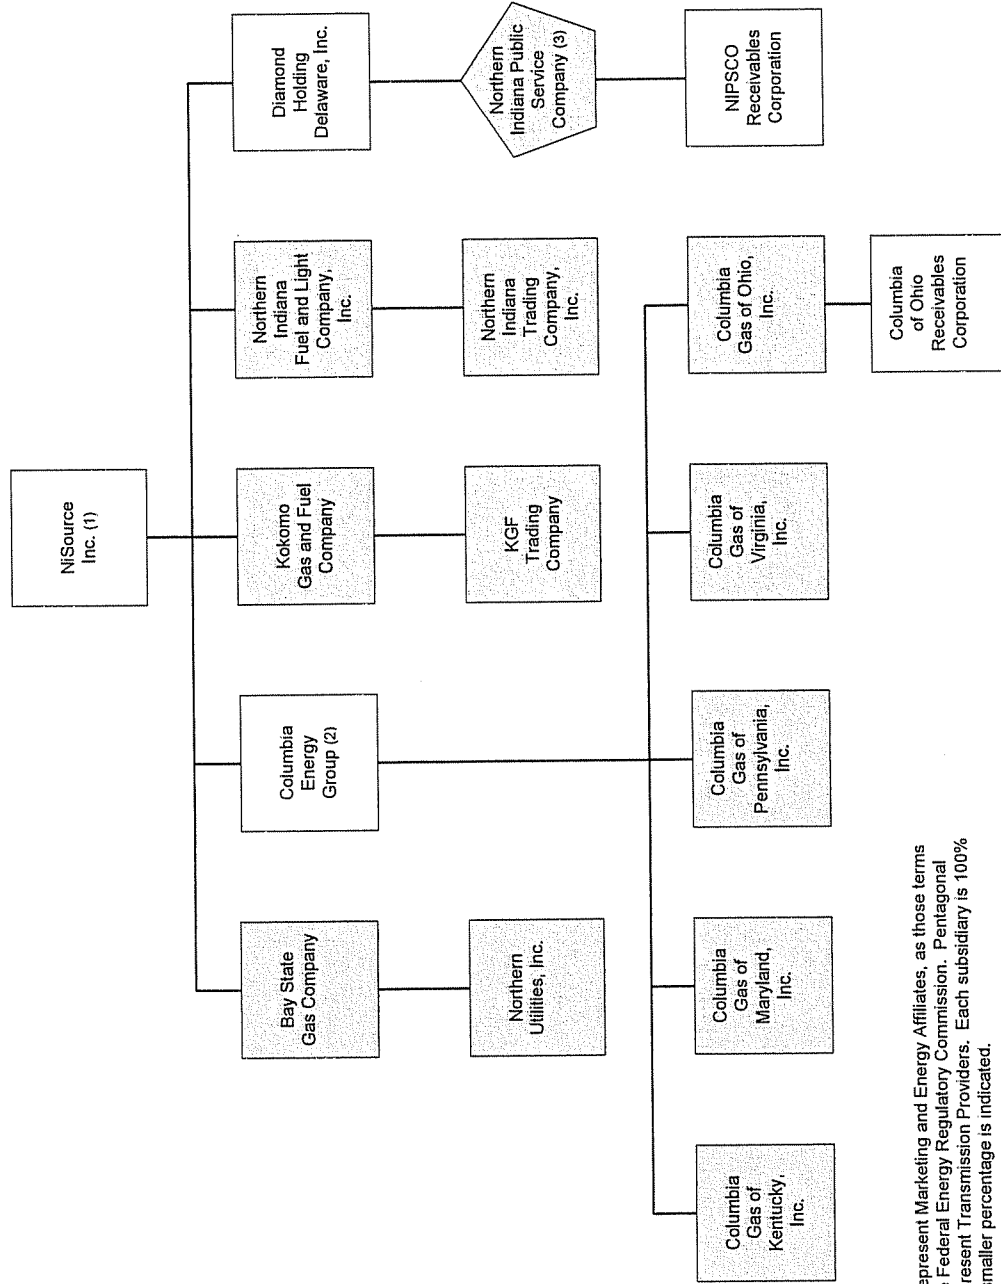 NiSource
Inc. (1)
Bay State
Gas Company
Columbia
Energy
Group (2)
Kokomo
Gas and Fuel
Company
Northern
Indiana
Fuel and Light
Company,
Inc.
Diamond
Holding
Delaware, Inc.
Northern
Utilities, Inc.
KGF
Trading
Company
Northern
Indiana
Trading
Company,
Inc.
Northern
Indiana Public
Service
Company (3)
Columbia
Gas of
Kentucky,
Inc.
Columbia
Gas of
Maryland,
Inc.
Columbia
Gas of
Pennsylvania,
Inc.
Columbia
Gas of
Virginia,
Inc.
Columbia
Gas of Ohio,
Inc.
NIPSCO
Receivables
Corporation
Columbia
of Ohio
Receivables
Corporation
epresent Marketing and Energy Affiliates, as those terms
e Federal Energy Regulatory Commission. Pentagonal
resent Transmission Providers. Each subsidiary is 100%
maller percentage is indicated.